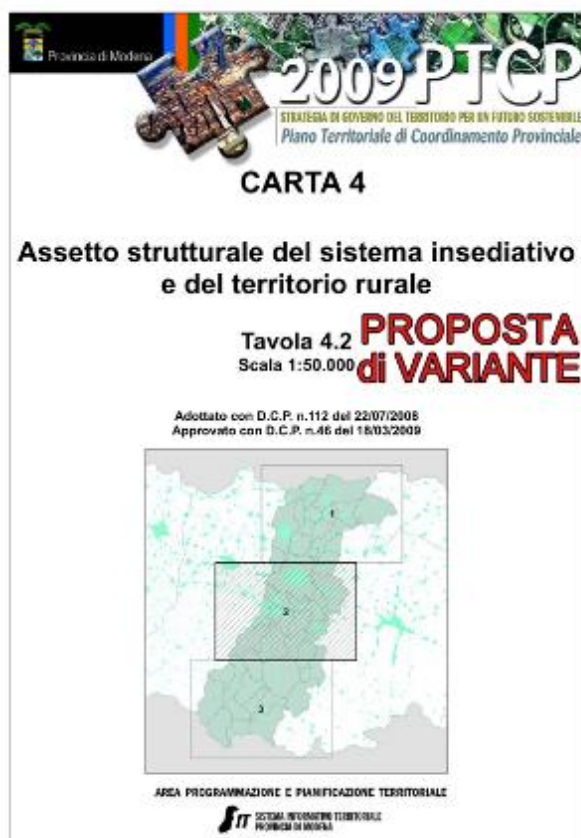 Provincia di Modena
2009 PTCP
STRATEGIA DI GOVERNO DEL TERRITORIO PER UN FUTURO SOSTENIBILE
Piano Territoriale di Coordinamento Provinciale
CARTA 4
Assetto strutturale del sistema insediativo
e del territorio rurale
Tavola 4.2
Scala 1:50.000
PROPOSTA
di VARIANTE
Adottato con D.C.P. n.112 del 22/07/2008
Approvato con D.C.P. n.46 del 18/03/2009
1
2
3
AREA PROGRAMMAZIONE E PIANIFICAZIONE TERRITORIALE
SIT SISTEMA INFORMATIVO TERRITORIALE
PROVINCIA DI MODENA